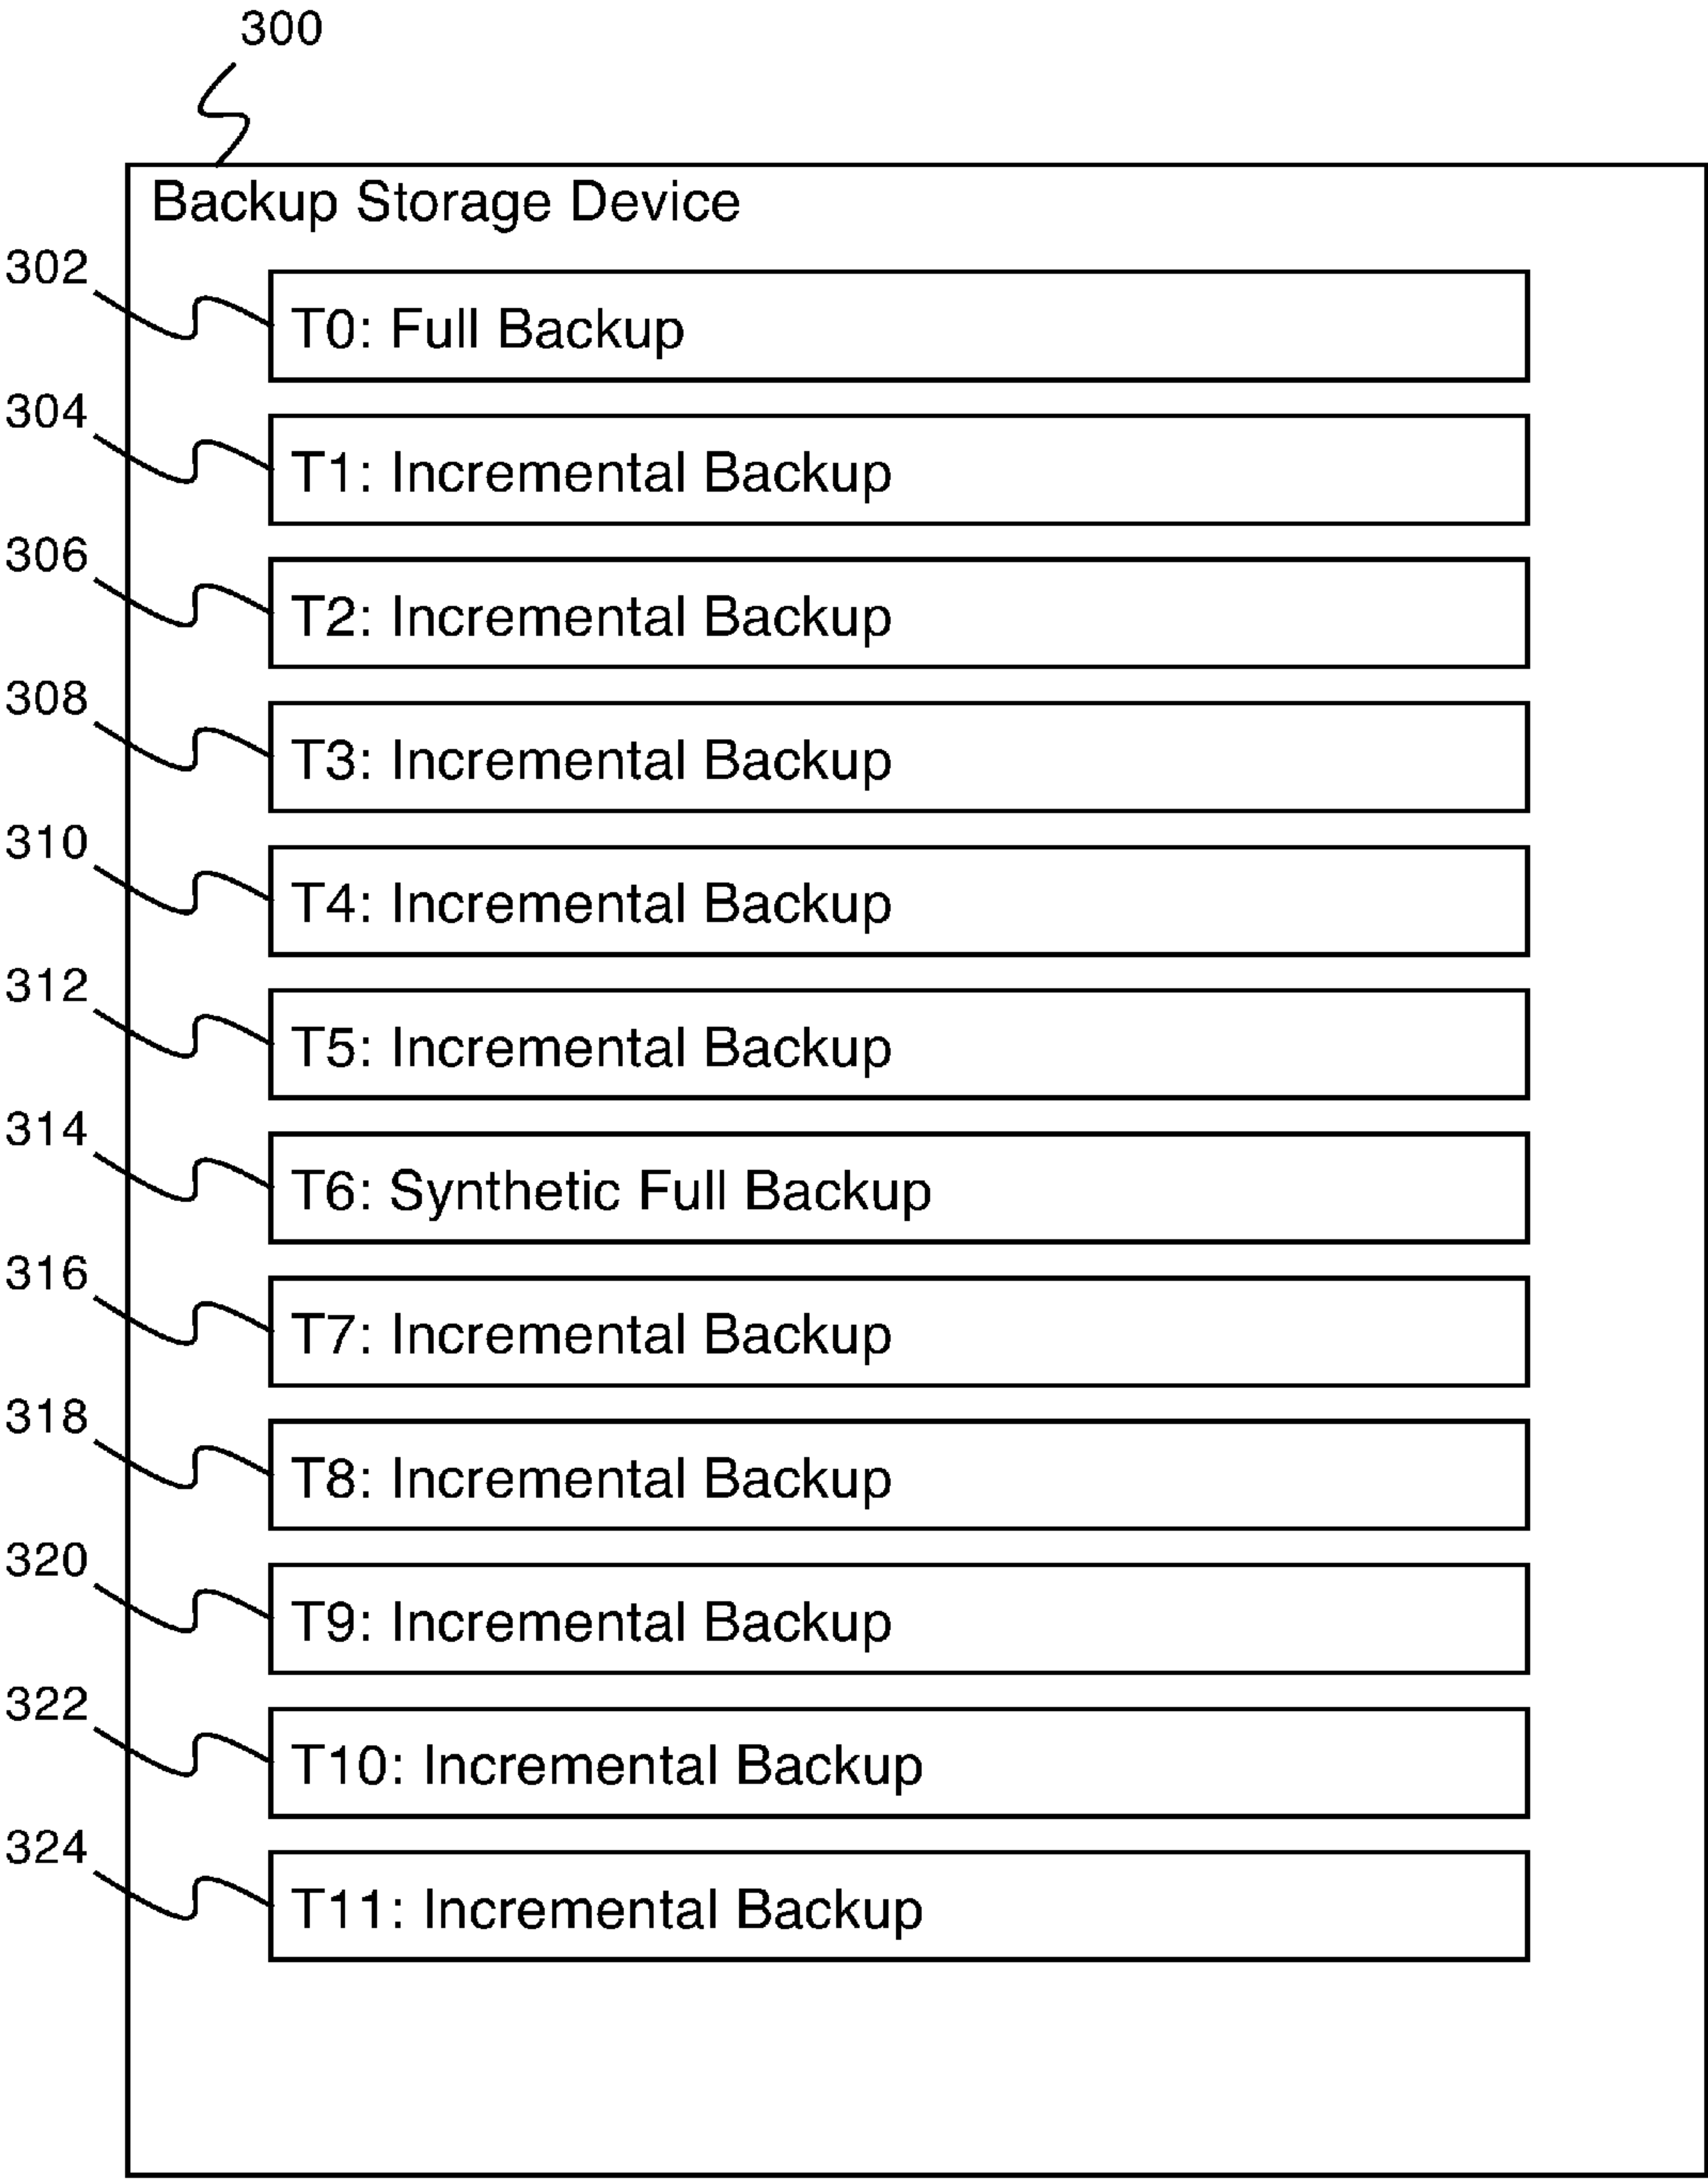 300
Backup Storage Device
302
T0: Full Backup
304
T1: Incremental Backup
306
T2: Incremental Backup
308
T3: Incremental Backup
310
T4: Incremental Backup
312
T5: Incremental Backup
314
T6: Synthetic Full Backup
316
T7: Incremental Backup
318
T8: Incremental Backup
320
T9: Incremental Backup
322
T10: Incremental Backup
324
T11: Incremental Backup